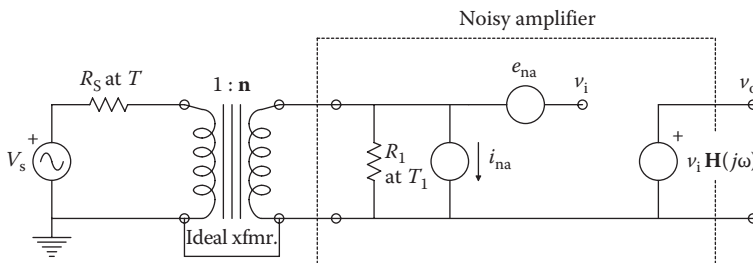 Noisy amplifier
R_S at T
1 : n
e_na
v_i
v_o
+
V_s
R_1
at T_1
i_na
+
v_i H(jω)
Ideal xfmr.